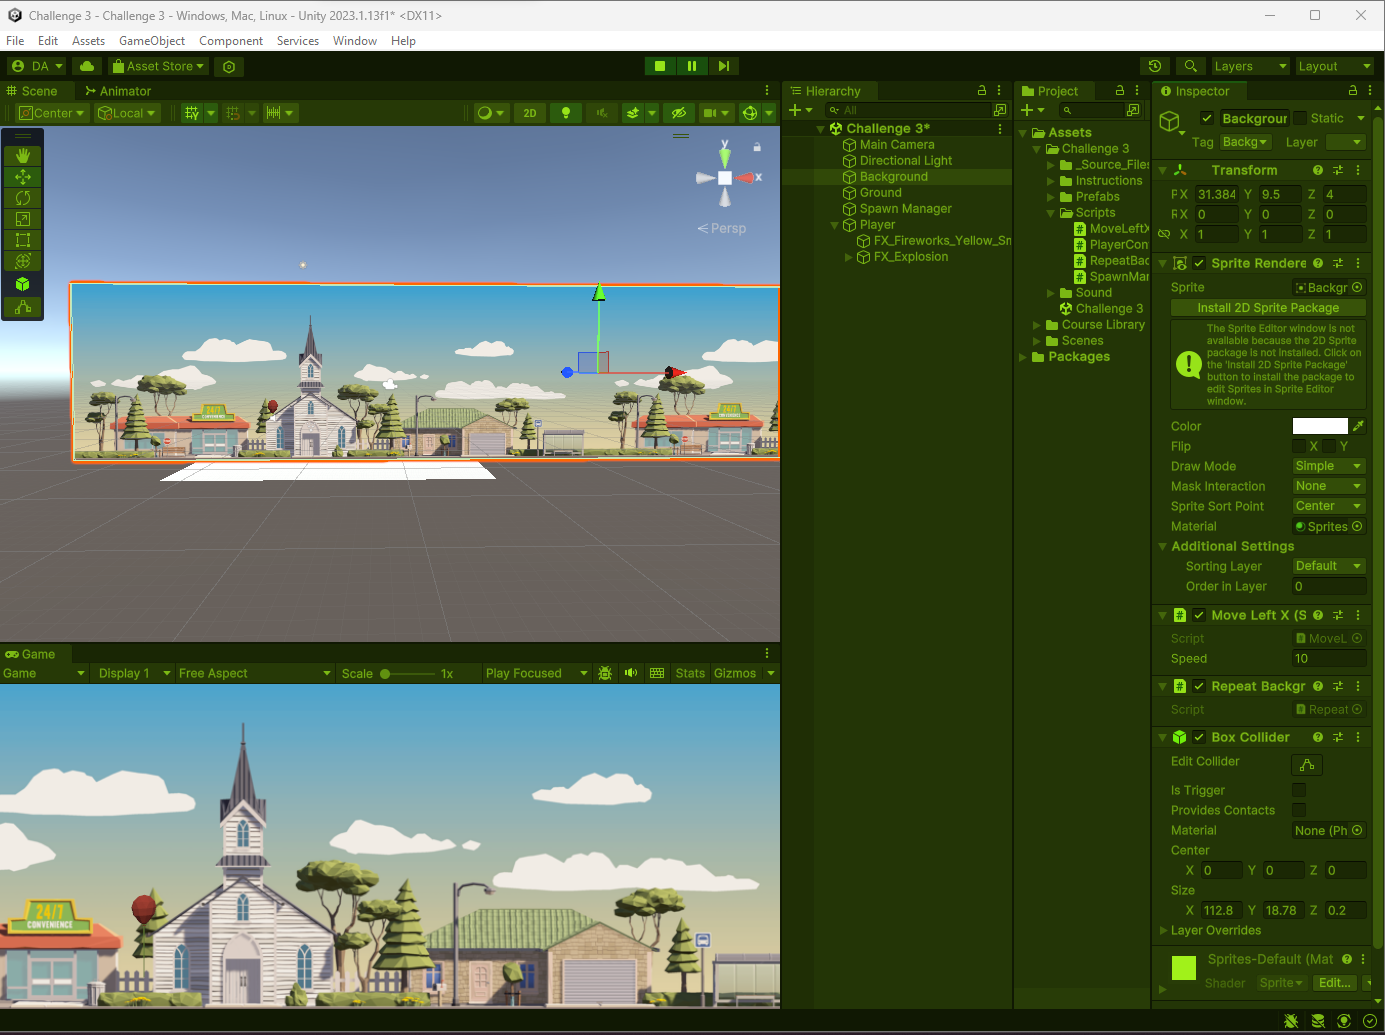 Challenge 3 - Challenge 3 - Windows, Mac, Linux - Unity 2023.1.13f1* <DX11>
File Edit Assets GameObject Component Services Window Help
DA Asset Store Layers Layout
Scene Animator
Center Local 2D
y
x
< Persp
24/7
CONVENIENCE
24/7
Game
Game Display 1 Free Aspect Scale 1x Play Focused Stats Gizmos
24/7
CONVENIENCE
Hierarchy
All
Challenge 3*
Main Camera
Directional Light
Background
Ground
Spawn Manager
Player
FX_Fireworks_Yellow_Sm
FX_Explosion
Project
Assets
Challenge 3
_Source_Files
Instructions
Prefabs
Scripts
MoveLeftX
PlayerCon
RepeatBac
SpawnMan
Sound
Challenge 3
Course Library
Scenes
Packages
Inspector
Backgroun Static
Tag Backg Layer
Transform
P X 31.384 Y 9.5 Z 4
R X 0 Y 0 Z 0
X 1 Y 1 Z 1
Sprite Rendere
Sprite Backgr
Install 2D Sprite Package
The Sprite Editor window is not
available because the 2D Sprite
package is not installed. Click on
the 'Install 2D Sprite Package'
button to install the package to
edit Sprites in Sprite Editor
window.
Color
Flip X Y
Draw Mode Simple
Mask Interaction None
Sprite Sort Point Center
Material Sprites
Additional Settings
Sorting Layer Default
Order in Layer 0
Move Left X (S
Script MoveL
Speed 10
Repeat Backgr
Script Repeat
Box Collider
Edit Collider
Is Trigger
Provides Contacts
Material None (Ph
Center
X 0 Y 0 Z 0
Size
X 112.8 Y 18.78 Z 0.2
Layer Overrides
Sprites-Default (Mat
Shader Sprite Edit...